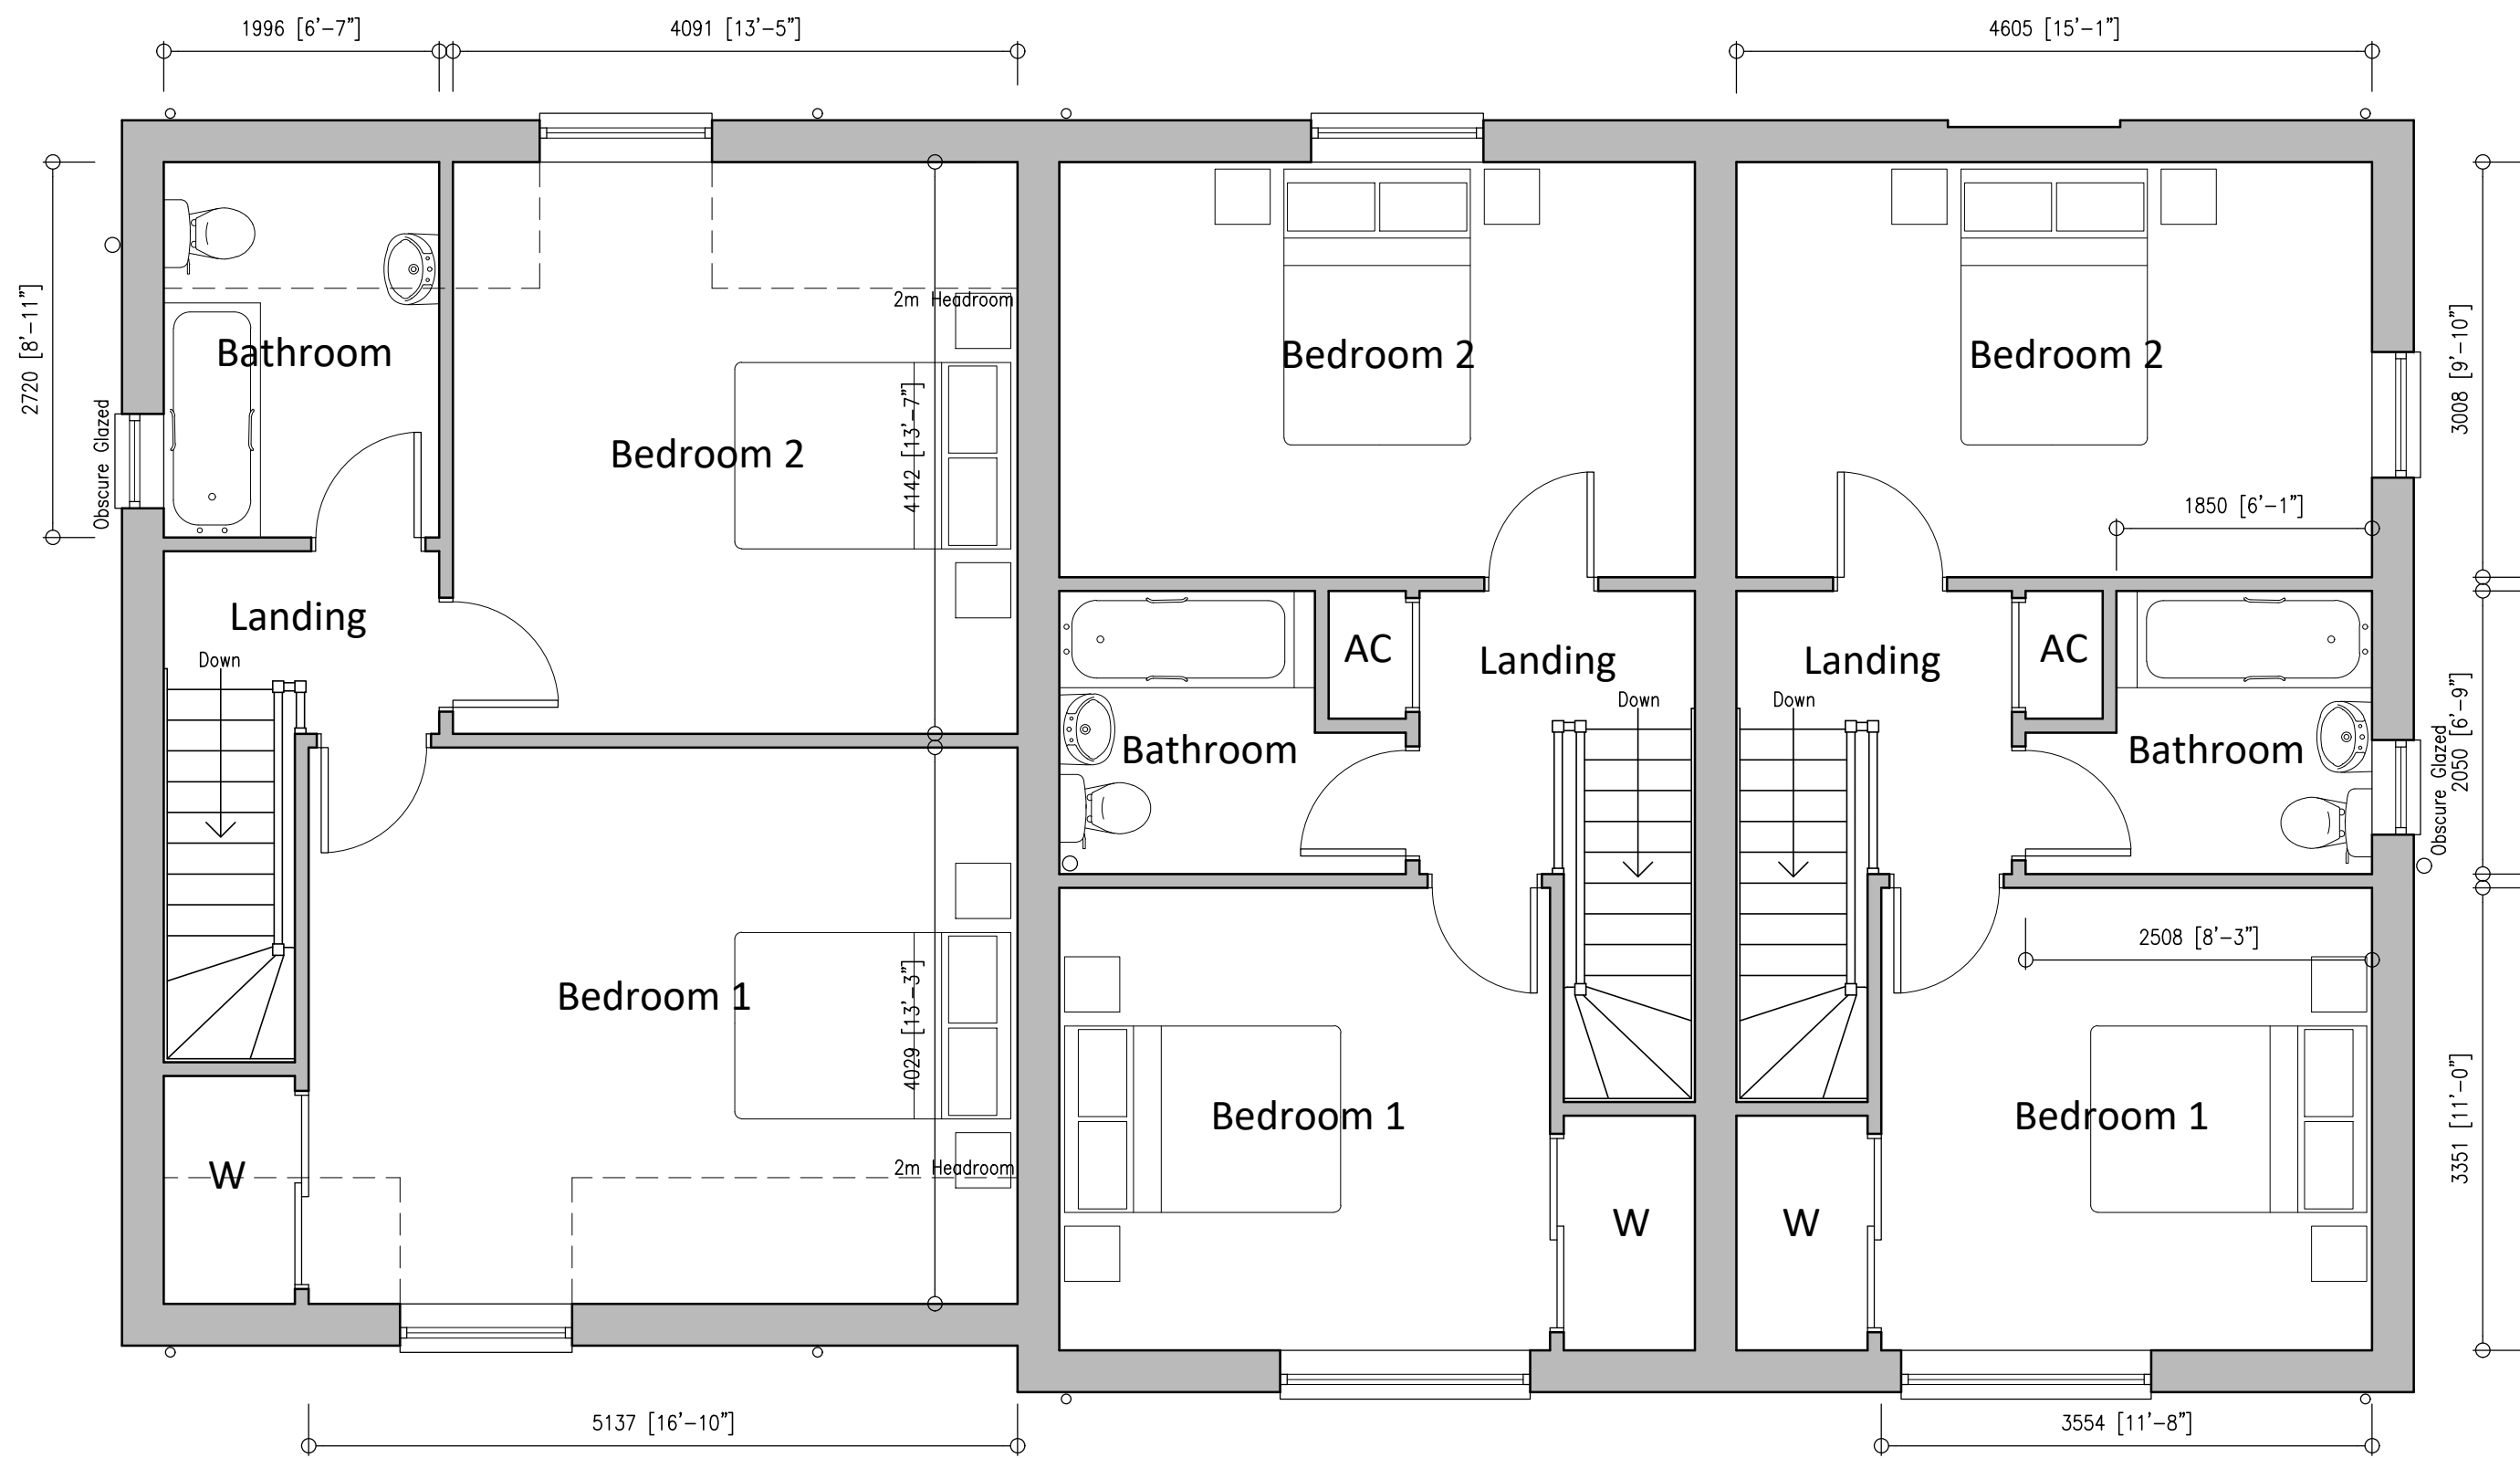 1996 [6'-7"]
4091 [13'-5"]
4605 [15'-1"]
2720 [8'-11"]
Obscure Glazed
Bathroom
2m Headroom
4142 [13'-7"]
Bedroom 2
Bedroom 2
Bedroom 2
3008 [9'-10"]
1850 [6'-1"]
Landing
Down
AC
Landing
Down
Bathroom
Landing
Down
AC
Bathroom
Obscure Glazed
2050 [6'-9"]
2508 [8'-3"]
Bedroom 1
4029 [13'-3"]
Bedroom 1
Bedroom 1
3351 [11'-0"]
W
2m Headroom
W
W
5137 [16'-10"]
3554 [11'-8"]